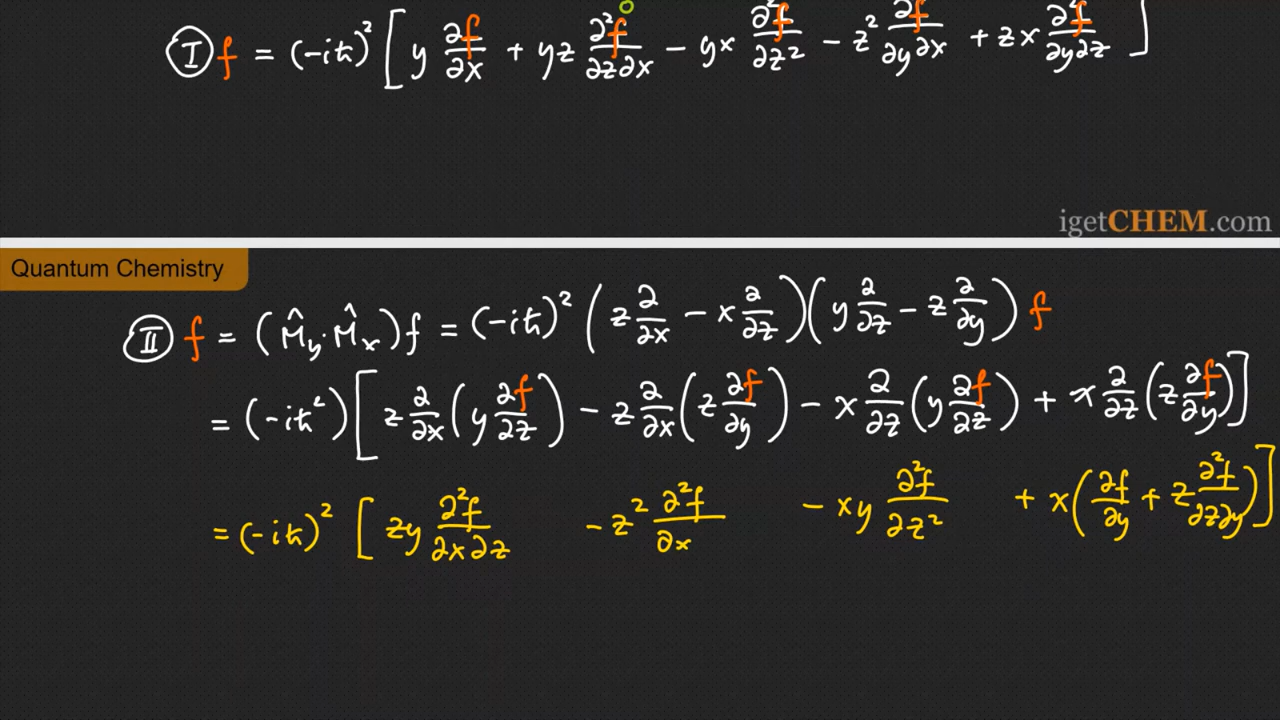 Ⓘ f = (-iħ)² [ y ∂f/∂x + yz ∂²f/∂z∂x - yx ∂²f/∂z² - z² ∂²f/∂y∂x + zx ∂²f/∂y∂z ]
igetCHEM.com
Quantum Chemistry
Ⓘ︎Ⓘ f = (M̂y·M̂x)f = (-iħ)² (z ∂/∂x - x ∂/∂z)(y ∂/∂z - z ∂/∂y) f
= (-iħ²) [ z ∂/∂x (y ∂f/∂z) - z ∂/∂x (z ∂f/∂y) - x ∂/∂z (y ∂f/∂z) + x ∂/∂z (z ∂f/∂y) ]
= (-iħ)² [ zy ∂²f/∂x∂z - z² ∂²f/∂x - xy ∂²f/∂z² + x(∂f/∂y + z ∂²f/∂z∂y) ]